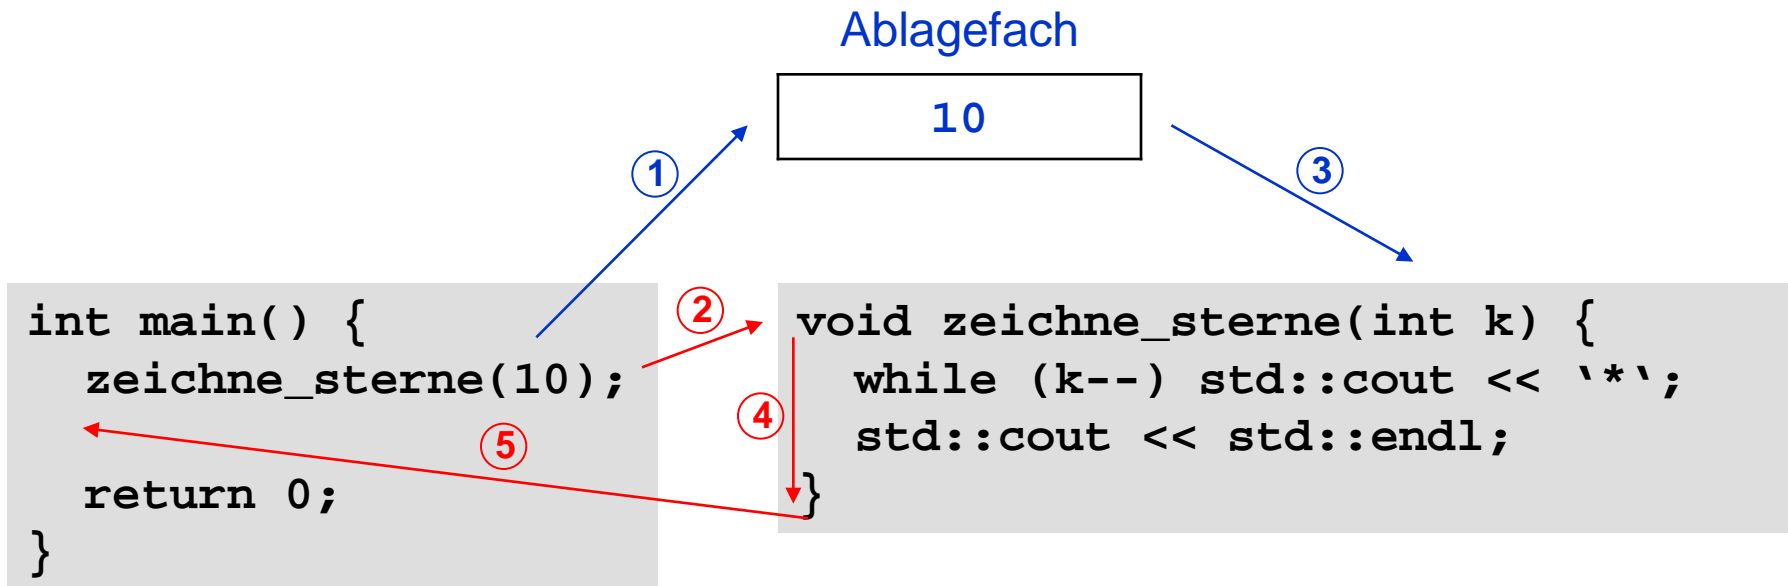 Ablagefach
10
1
3
2
int main() {
zeichne_sterne(10);
return 0;
}
5
4
void zeichne_sterne(int k) {
while (k--) std::cout << ‘*‘;
std::cout << std::endl;
}